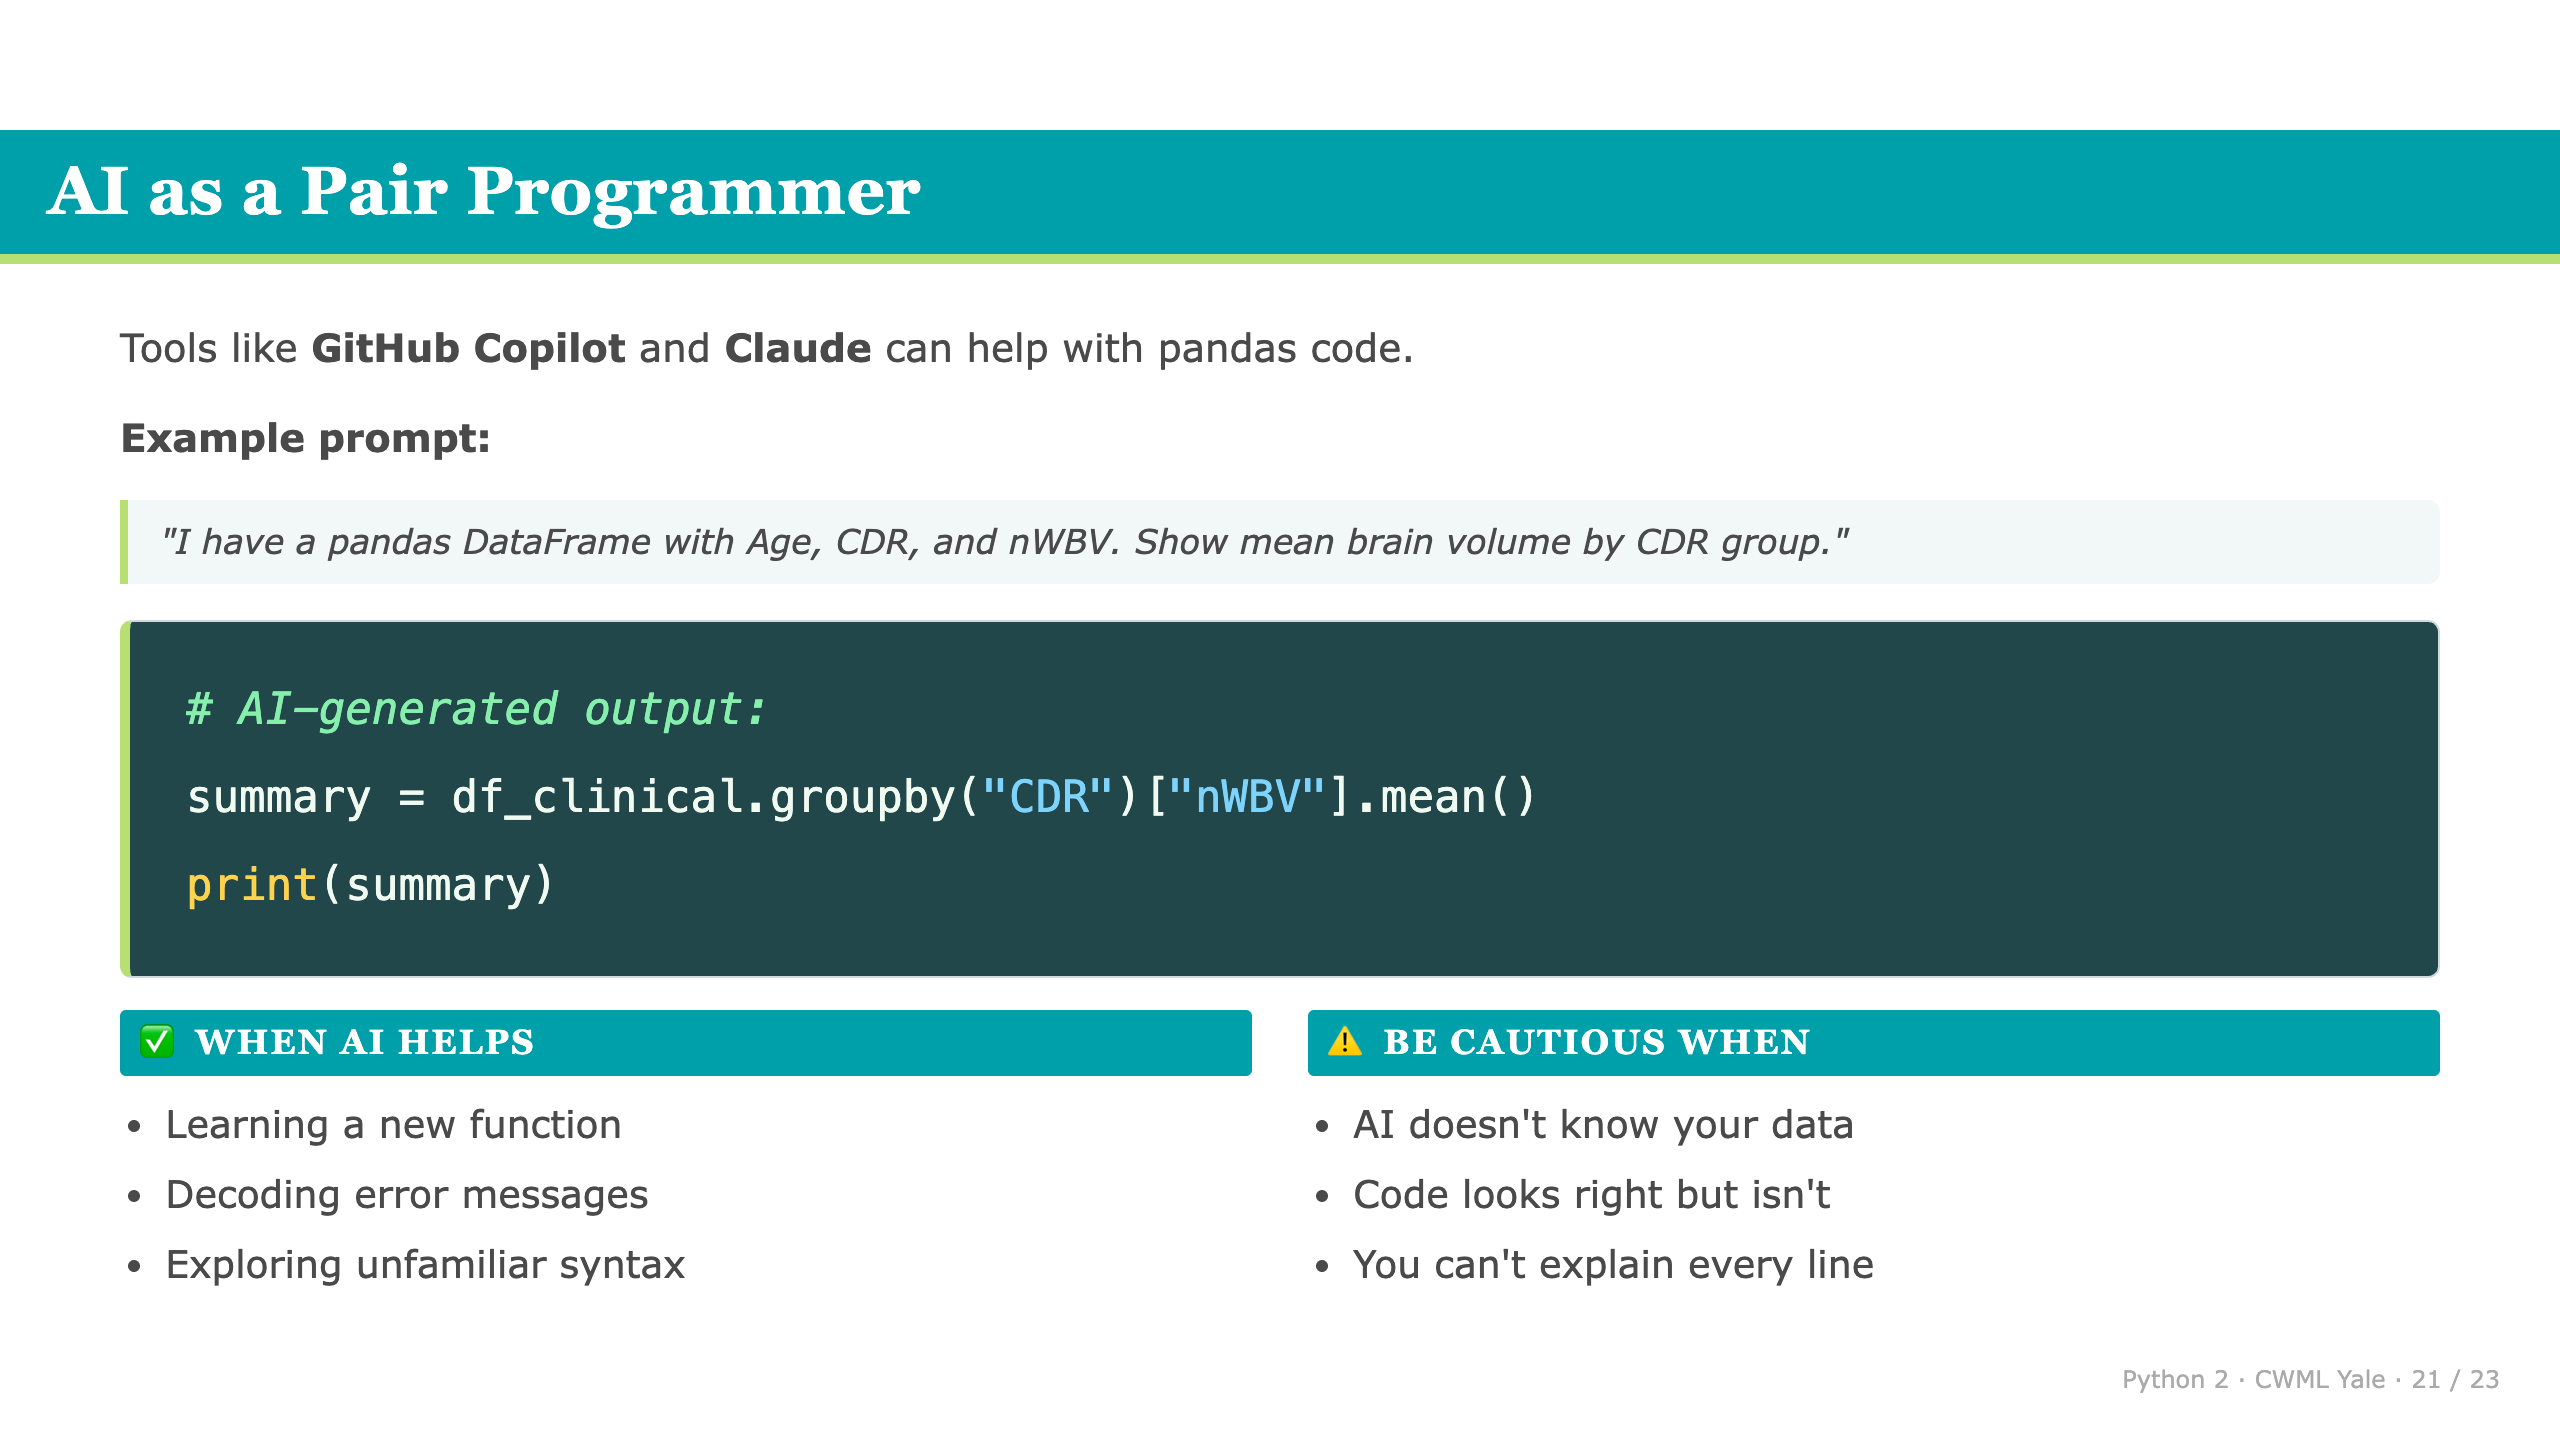 AI as a Pair Programmer
Tools like GitHub Copilot and Claude can help with pandas code.
Example prompt:
"I have a pandas DataFrame with Age, CDR, and nWBV. Show mean brain volume by CDR group."
# AI-generated output:
summary = df_clinical.groupby("CDR")["nWBV"].mean()
print(summary)
✅ WHEN AI HELPS
• Learning a new function
• Decoding error messages
• Exploring unfamiliar syntax
⚠️ BE CAUTIOUS WHEN
• AI doesn't know your data
• Code looks right but isn't
• You can't explain every line
Python 2 · CWML Yale · 21 / 23